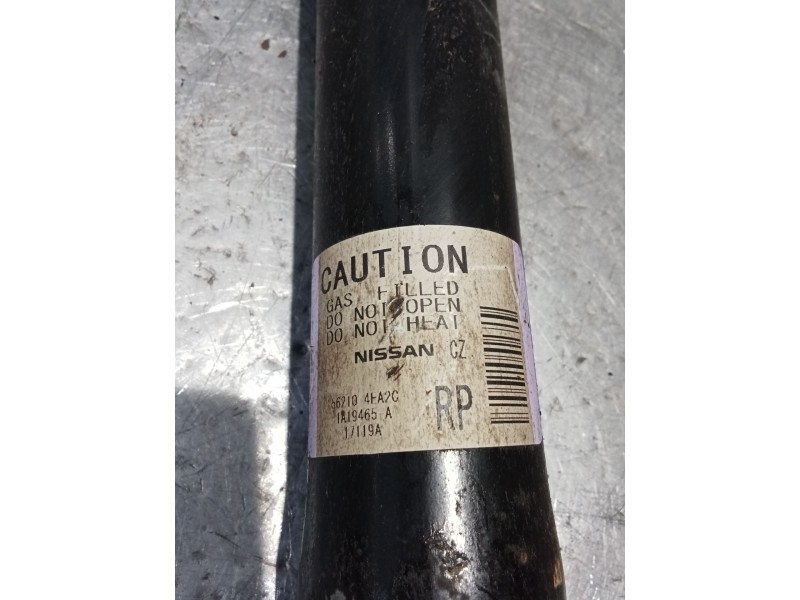 CAUTION
GAS FILLED
DO NOT OPEN
DO NOT HEAT
NISSAN CZ
56210 4EA2C
1A19465 A
17119A
RP